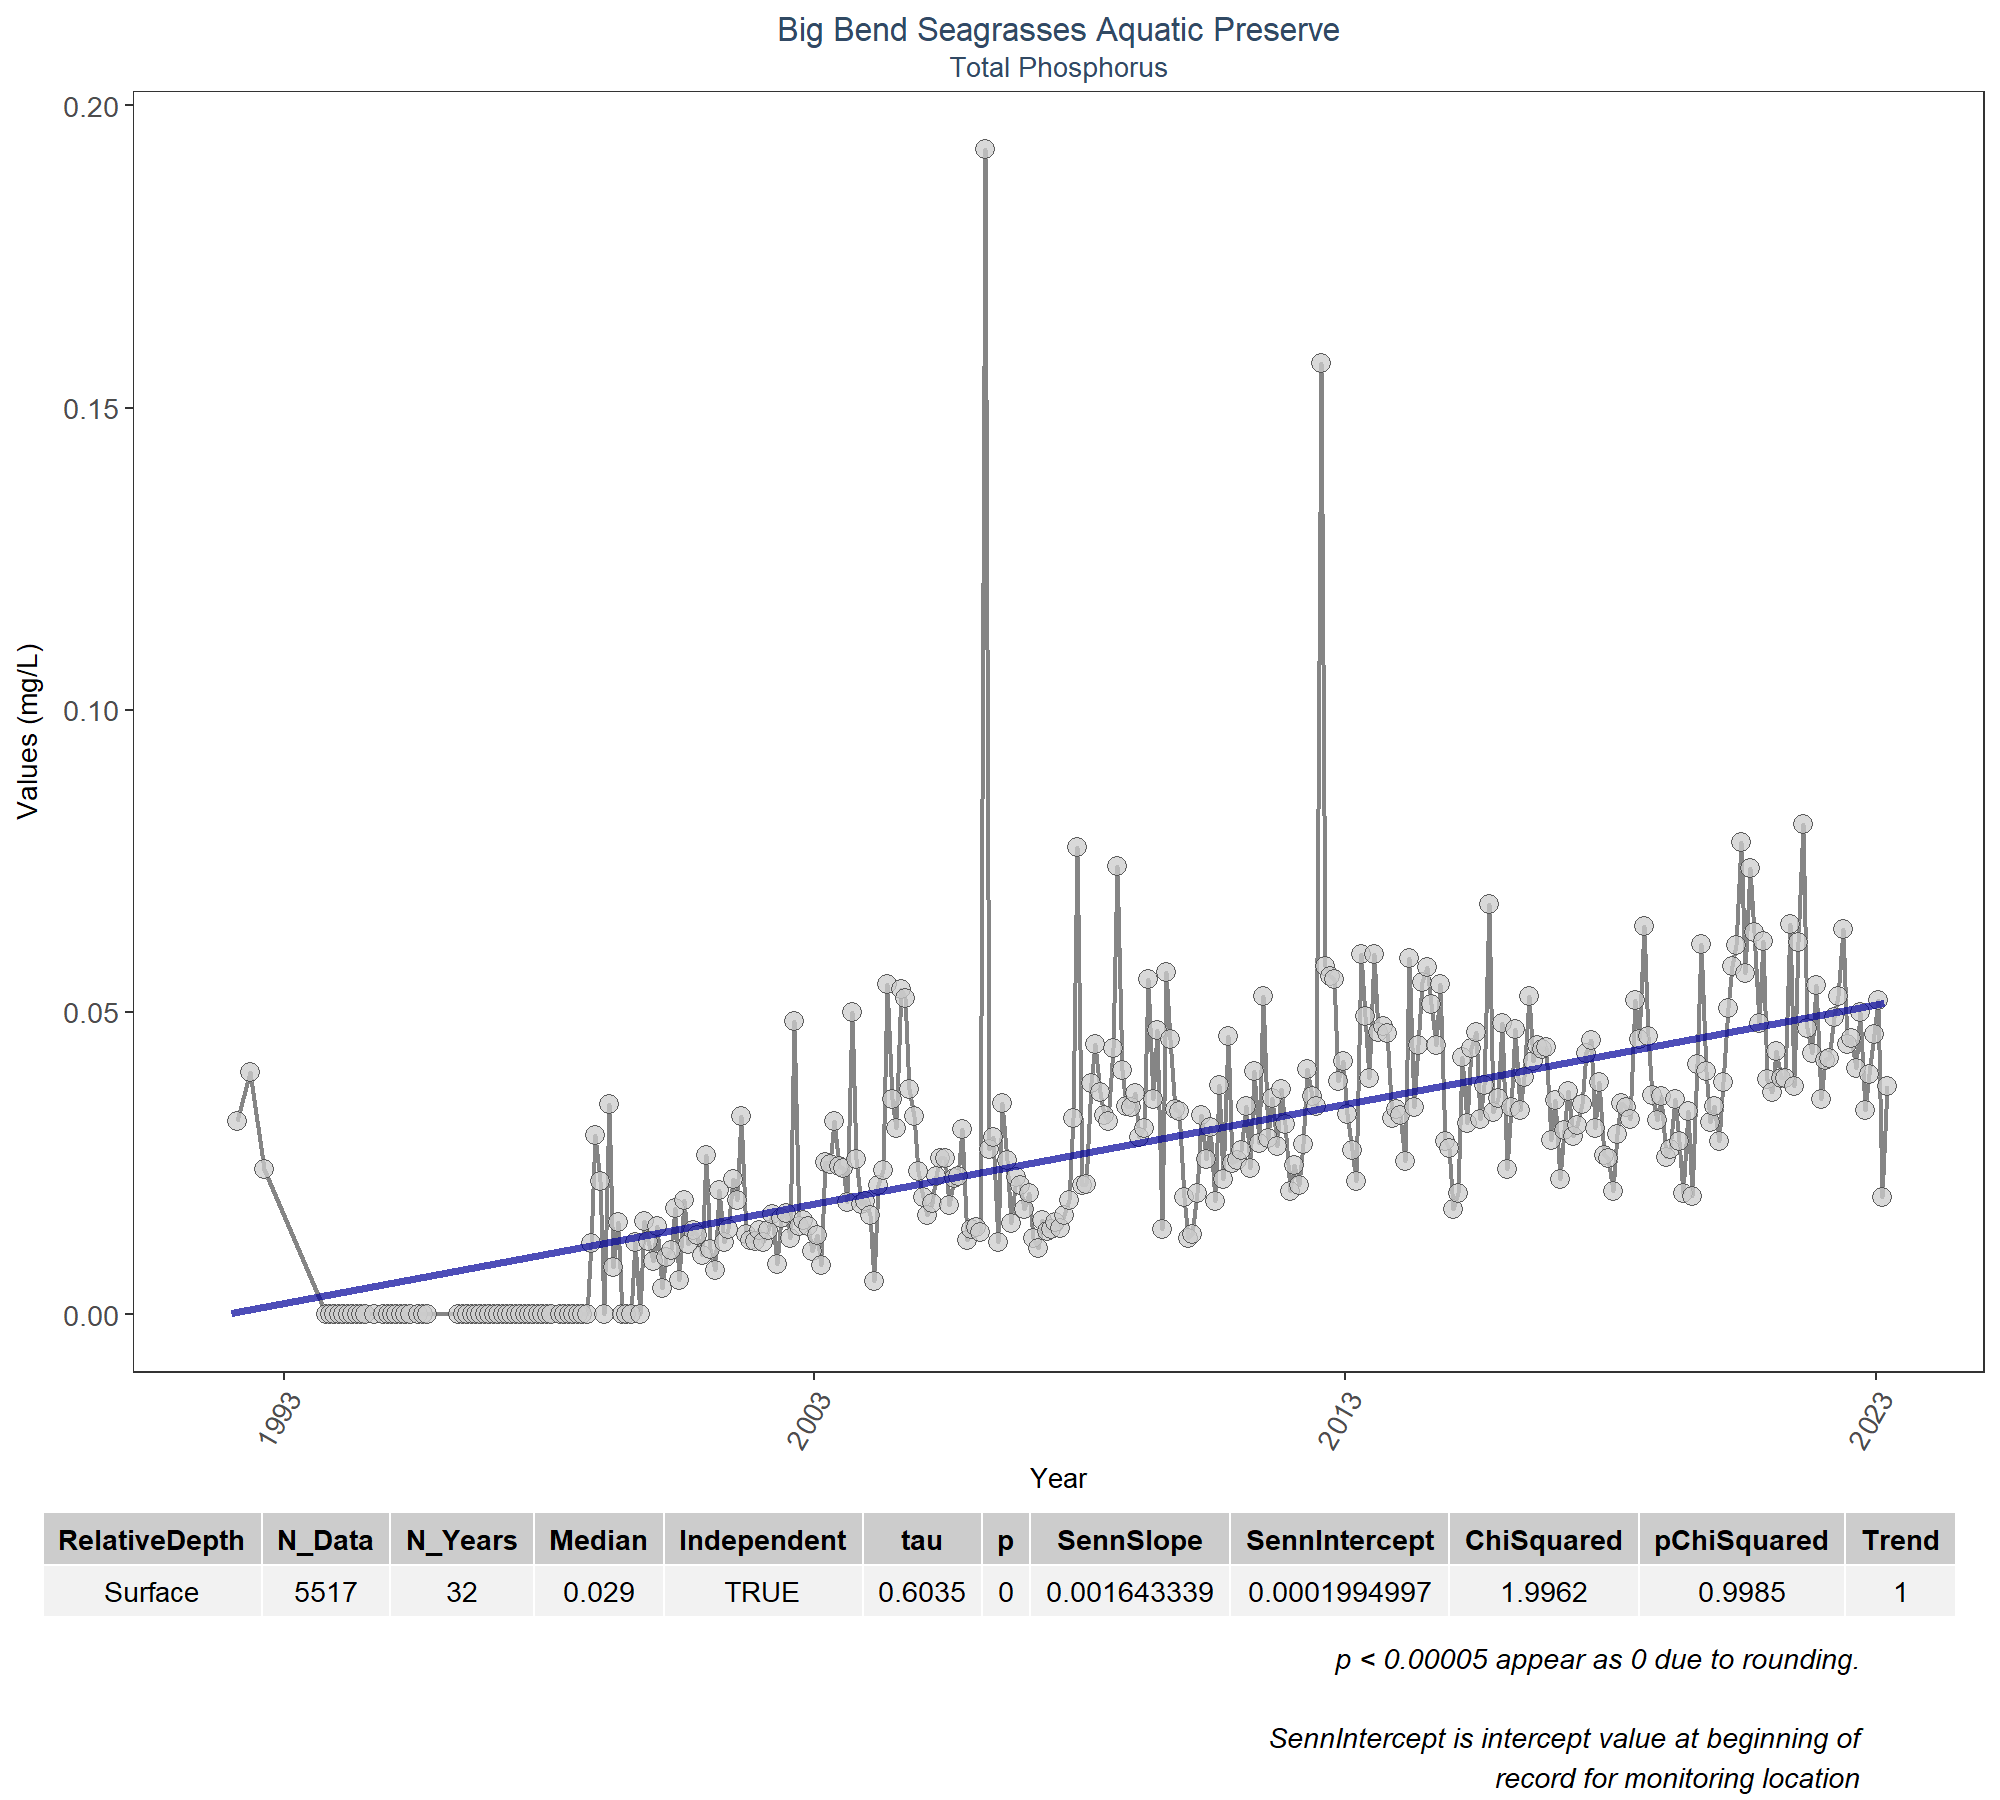 Big Bend Seagrasses Aquatic Preserve
Total Phosphorus
0.20
0.15
0.10
0.05
0.00
Values (mg/L)
1993 2003 2013 2023
Year
RelativeDepth N_Data N_Years Median Independent tau p SennSlope SennIntercept ChiSquared pChiSquared Trend
Surface 5517 32 0.029 TRUE 0.6035 0 0.001643339 0.0001994997 1.9962 0.9985 1
p < 0.00005 appear as 0 due to rounding.
SennIntercept is intercept value at beginning of
record for monitoring location